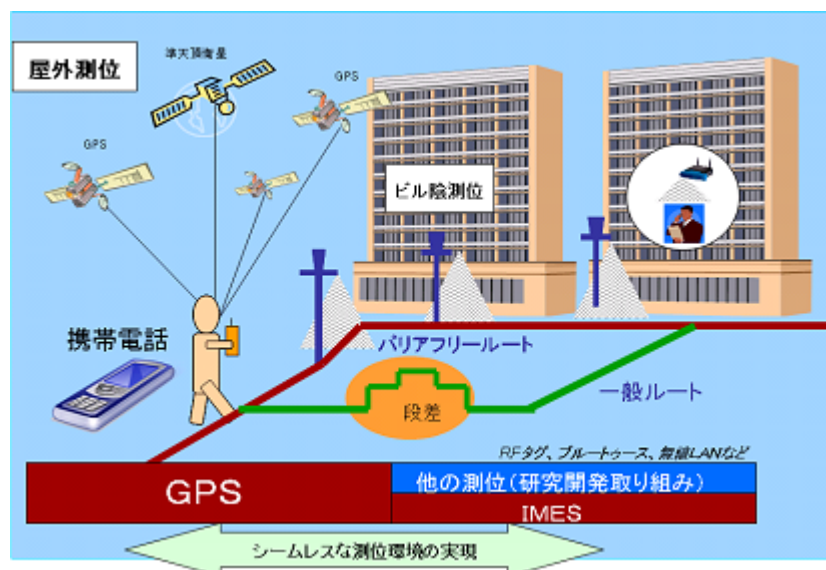 屋外測位
準天頂衛星
GPS
GPS
ビル陰測位
携帯電話
バリアフリールート
一般ルート
段差
RFタグ、ブルートゥース、無線LANなど
GPS
他の測位(研究開発取り組み)
IMES
シームレスな測位環境の実現